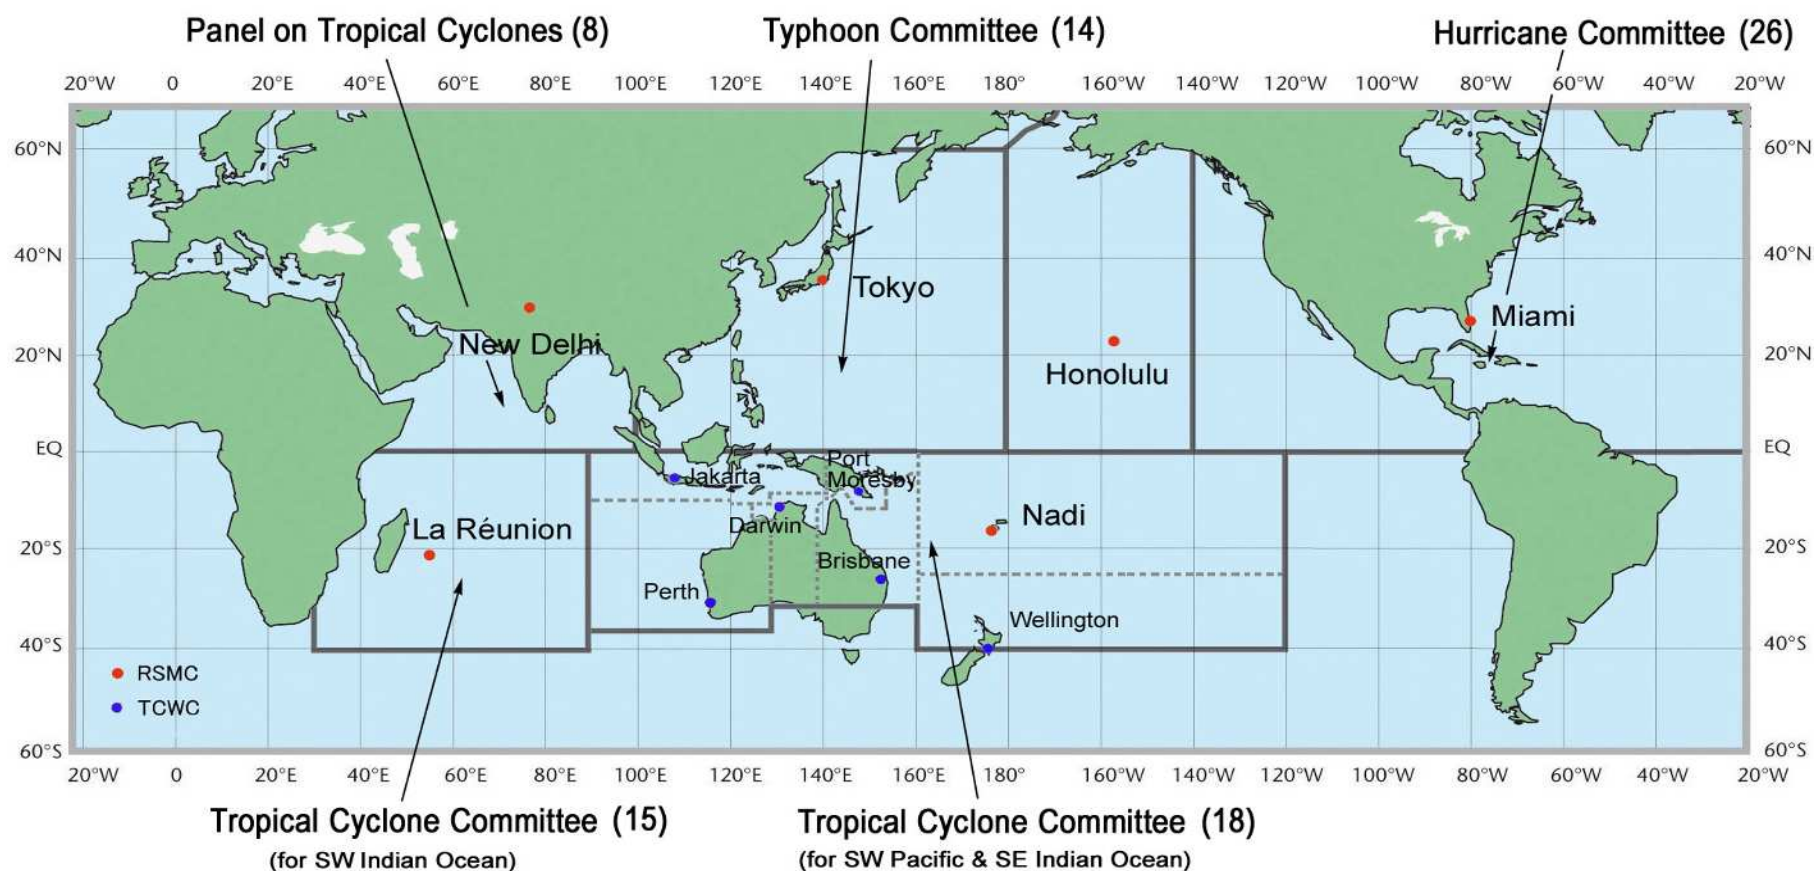 Panel on Tropical Cyclones (8)
Typhoon Committee (14)
Hurricane Committee (26)
20°W 0 20°E 40°E 60°E 80°E 100°E 120°E 140°E 160°E 180° 160°W 140°W 120°W 100°W 80°W 60°W 40°W 20°W
60°N 60°N
40°N 40°N
Tokyo
Miami
New Delhi
20°N 20°N
Honolulu
EQ EQ
Port
Jakarta Moresby
Nadi
Darwin
La Réunion
20°S 20°S
Brisbane
Perth
Wellington
40°S 40°S
RSMC
TCWC
60°S 60°S
20°W 0 20°E 40°E 60°E 80°E 100°E 120°E 140°E 160°E 180° 160°W 140°W 120°W 100°W 80°W 60°W 40°W 20°W
Tropical Cyclone Committee (15)
(for SW Indian Ocean)
Tropical Cyclone Committee (18)
(for SW Pacific & SE Indian Ocean)